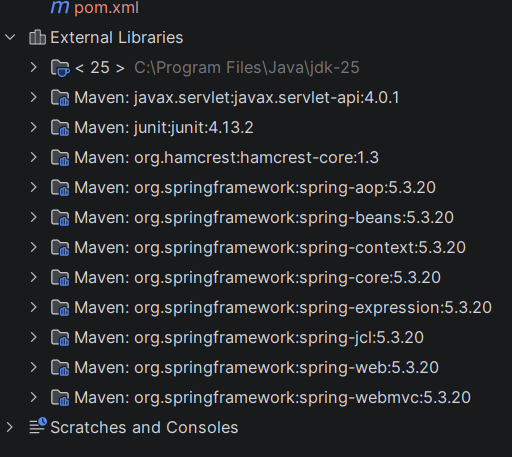 m pom.xml
External Libraries
< 25 > C:\Program Files\Java\jdk-25
Maven: javax.servlet:javax.servlet-api:4.0.1
Maven: junit:junit:4.13.2
Maven: org.hamcrest:hamcrest-core:1.3
Maven: org.springframework:spring-aop:5.3.20
Maven: org.springframework:spring-beans:5.3.20
Maven: org.springframework:spring-context:5.3.20
Maven: org.springframework:spring-core:5.3.20
Maven: org.springframework:spring-expression:5.3.20
Maven: org.springframework:spring-jcl:5.3.20
Maven: org.springframework:spring-web:5.3.20
Maven: org.springframework:spring-webmvc:5.3.20
Scratches and Consoles